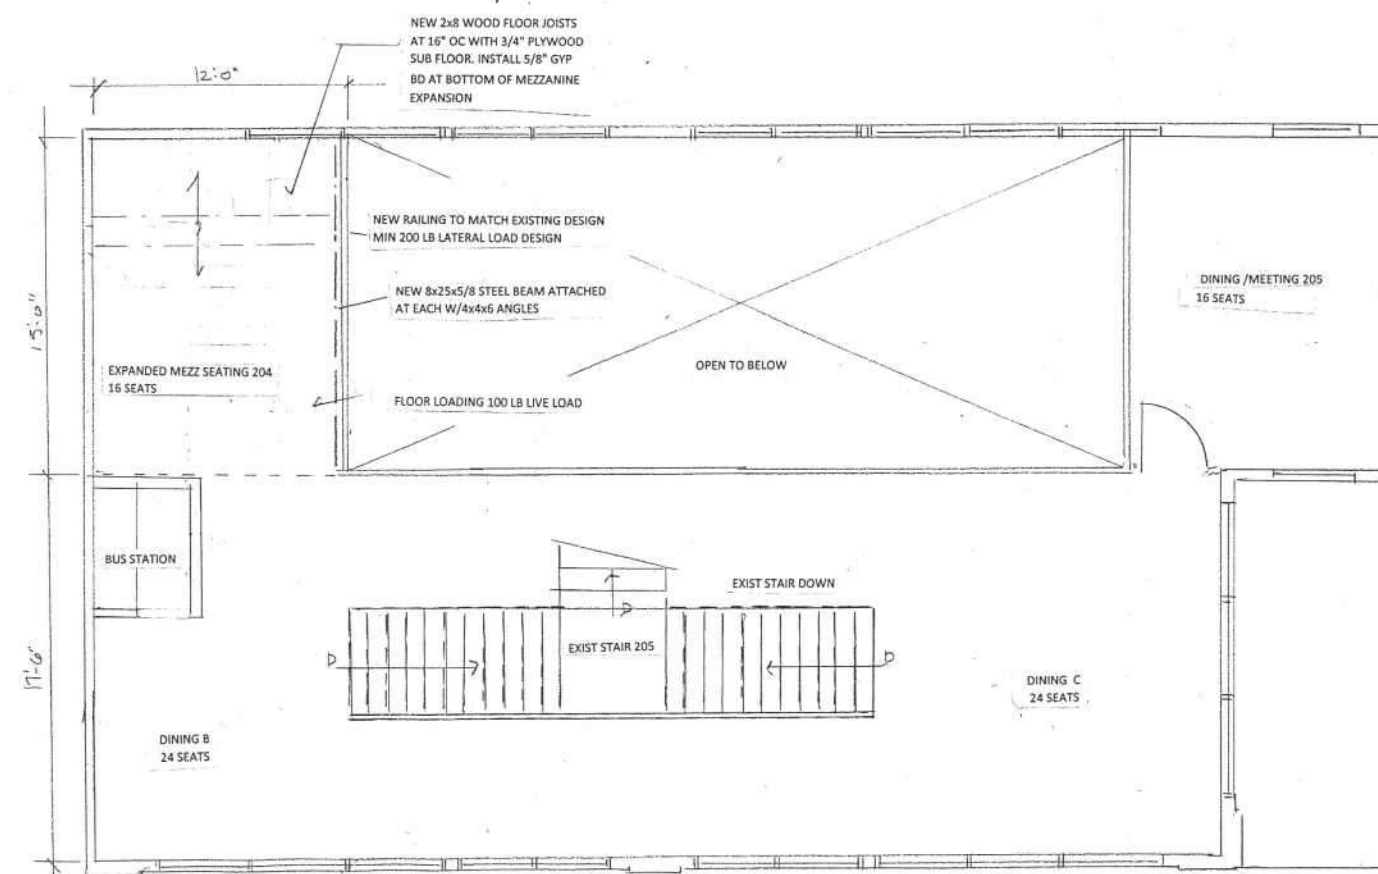 NEW 2x8 WOOD FLOOR JOISTS
AT 16" OC WITH 3/4" PLYWOOD
SUB FLOOR. INSTALL 5/8" GYP
BD AT BOTTOM OF MEZZANINE
EXPANSION
12'-0"
NEW RAILING TO MATCH EXISTING DESIGN
MIN 200 LB LATERAL LOAD DESIGN
DINING /MEETING 205
16 SEATS
NEW 8x25x5/8 STEEL BEAM ATTACHED
AT EACH W/4x4x6 ANGLES
15'-0"
OPEN TO BELOW
EXPANDED MEZZ SEATING 204
16 SEATS
FLOOR LOADING 100 LB LIVE LOAD
BUS STATION
EXIST STAIR DOWN
D
EXIST STAIR 205
D
D
17'-6"
DINING C
24 SEATS
DINING B
24 SEATS